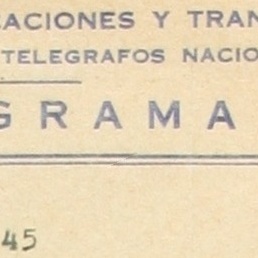 ACIONES Y TRAN
TELEGRAFOS NACIO
GRAMA
45